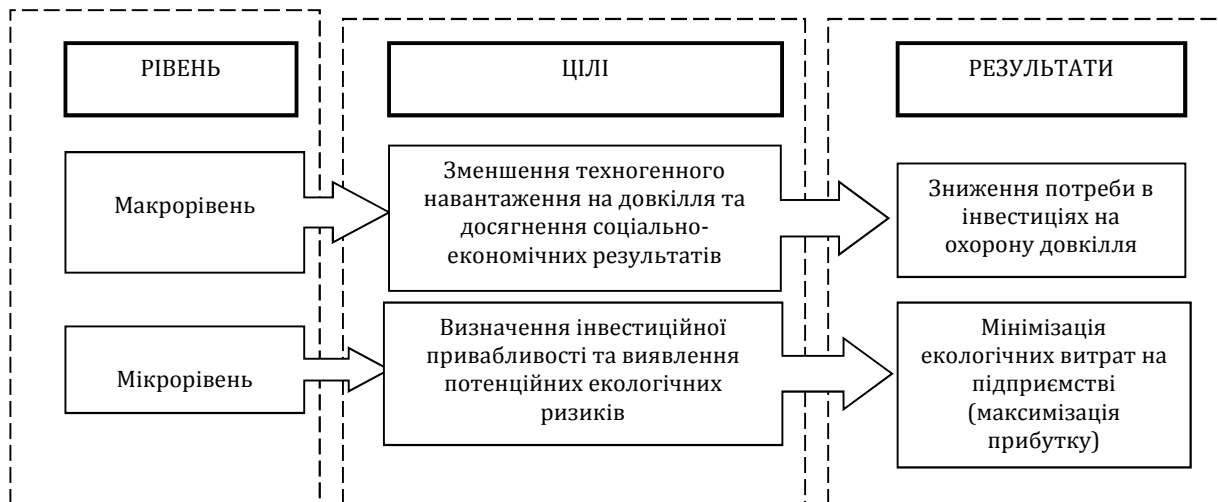 РІВЕНЬ
ЦІЛІ
РЕЗУЛЬТАТИ
Макрорівень
Зменшення техногенного
навантаження на довкілля та
досягнення соціально-
економічних результатів
Зниження потреби в
інвестиціях на
охорону довкілля
Мікрорівень
Визначення інвестиційної
привабливості та виявлення
потенційних екологічних
ризиків
Мінімізація
екологічних витрат на
підприємстві
(максимізація
прибутку)